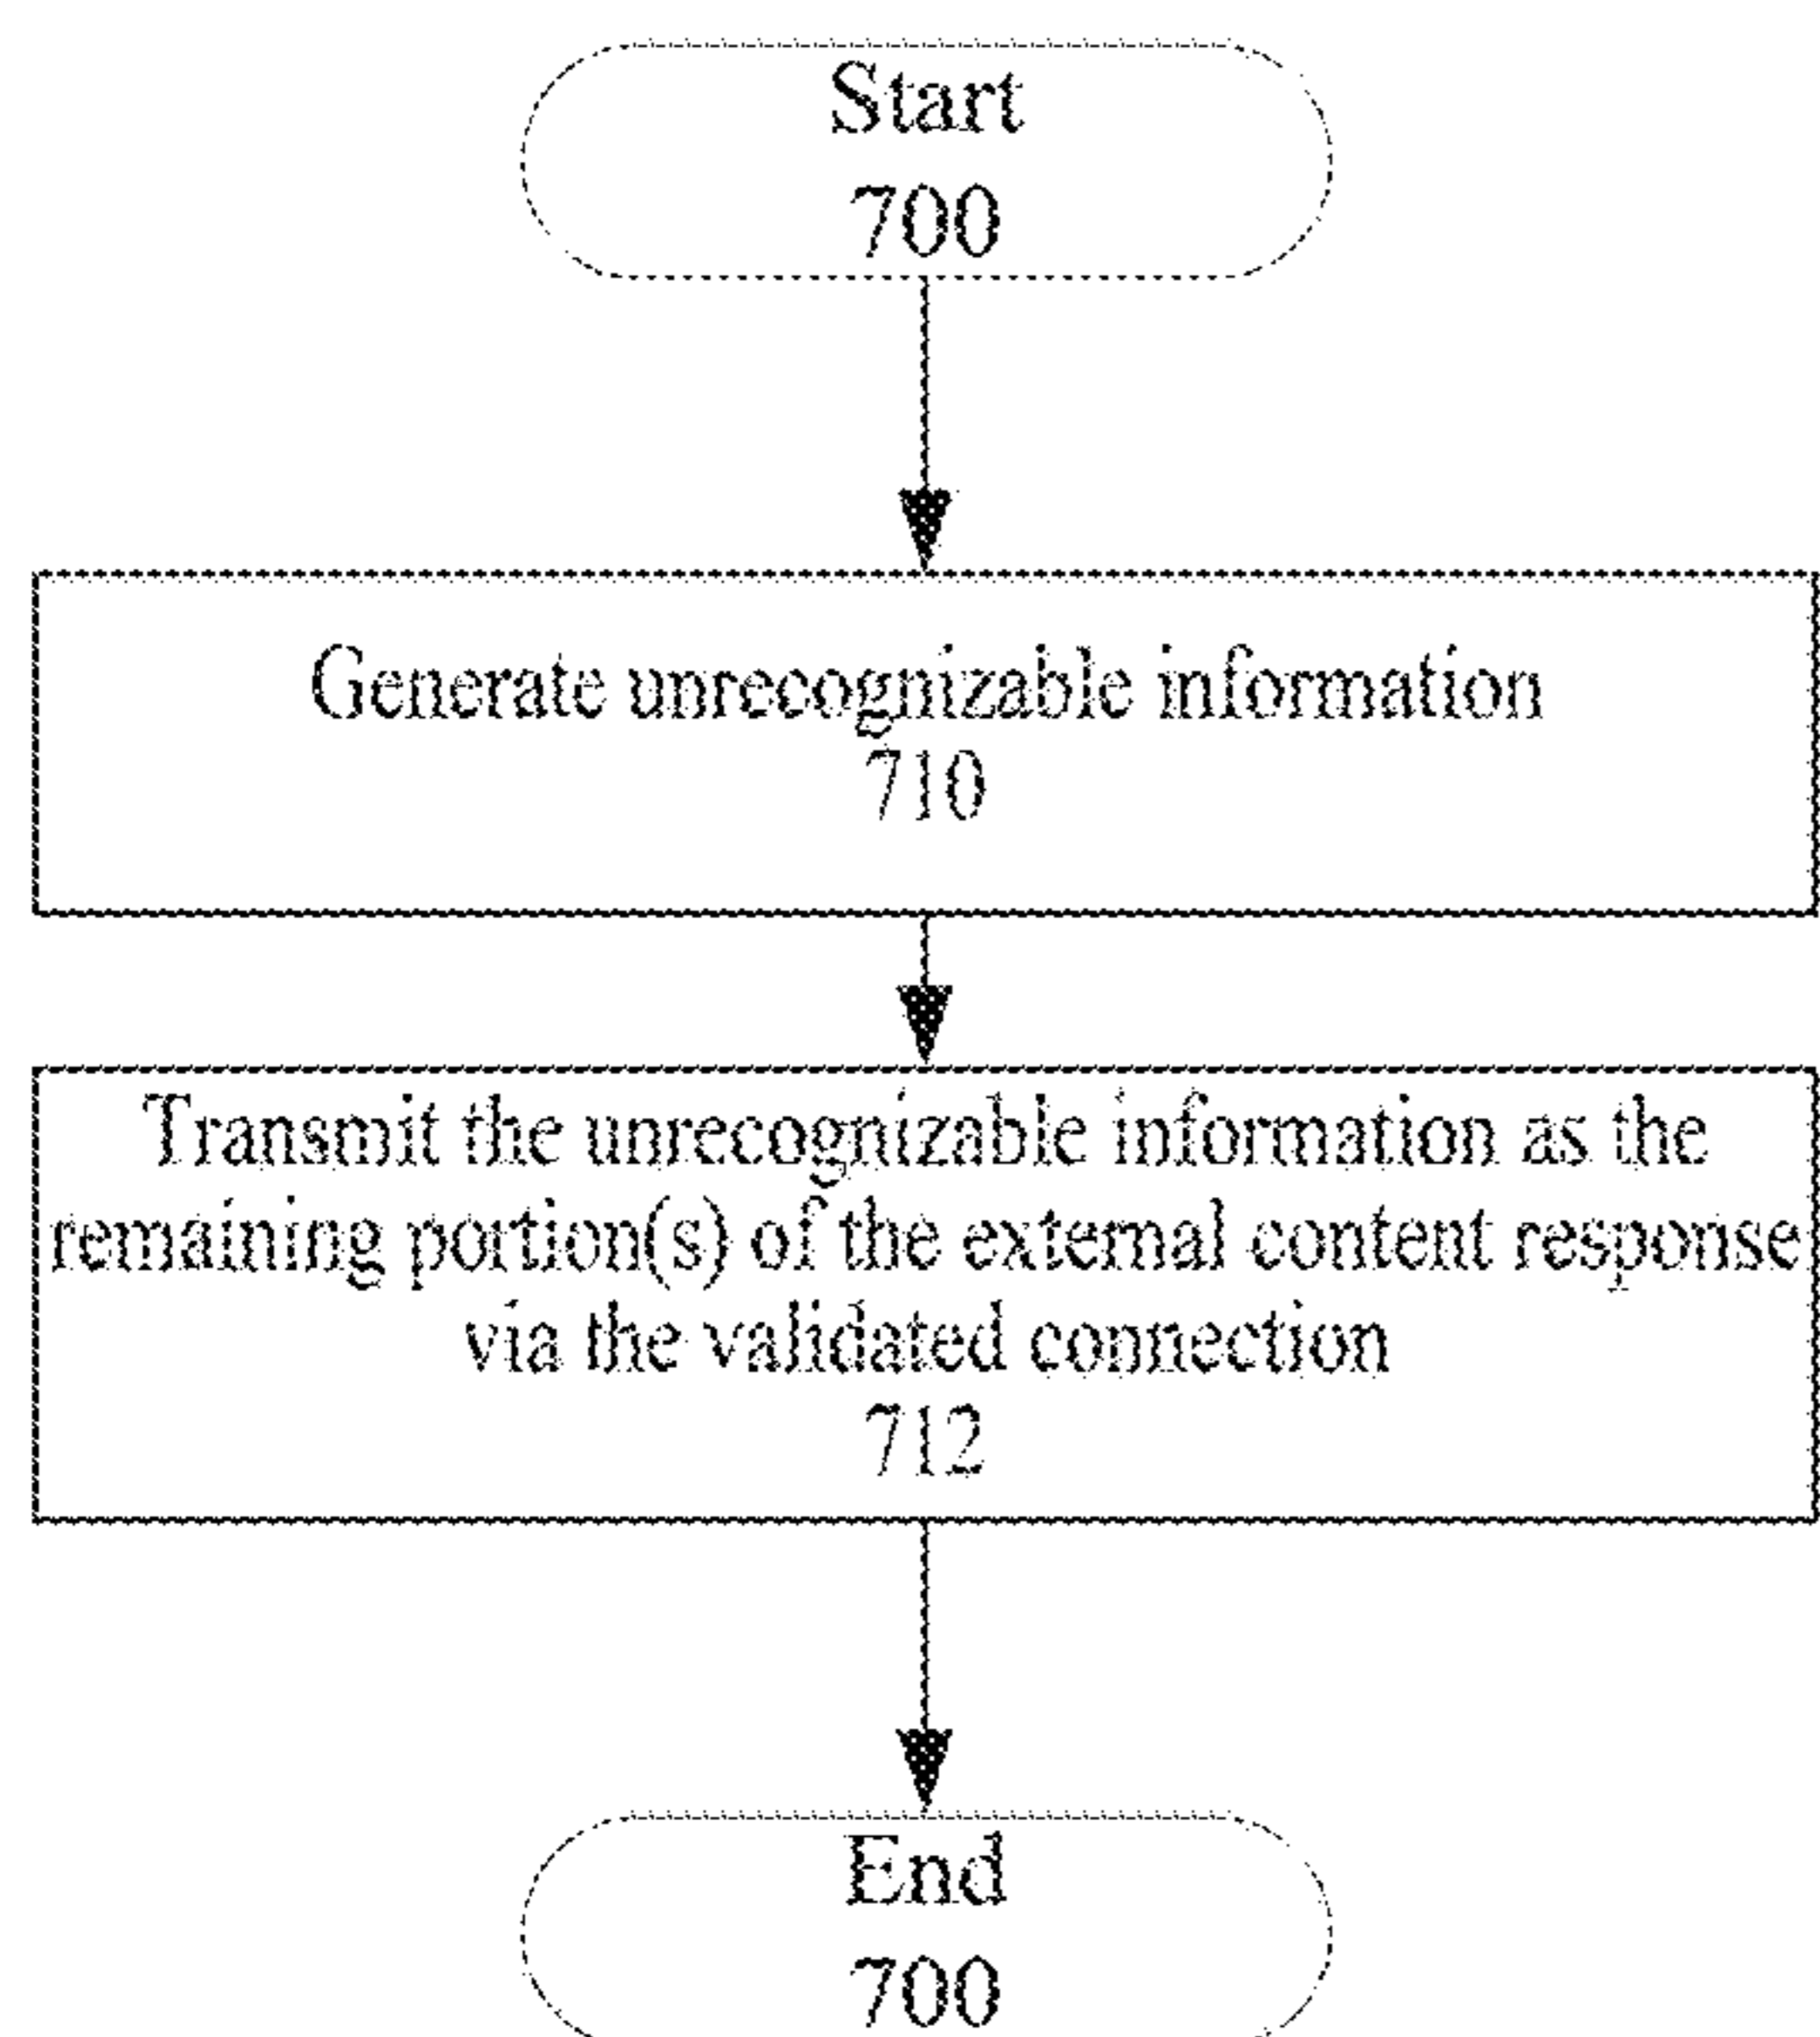 Start
700
Generate unrecognizable information
710
Transmit the unrecognizable information as the
remaining portion(s) of the external content response
via the validated connection
712
End
700